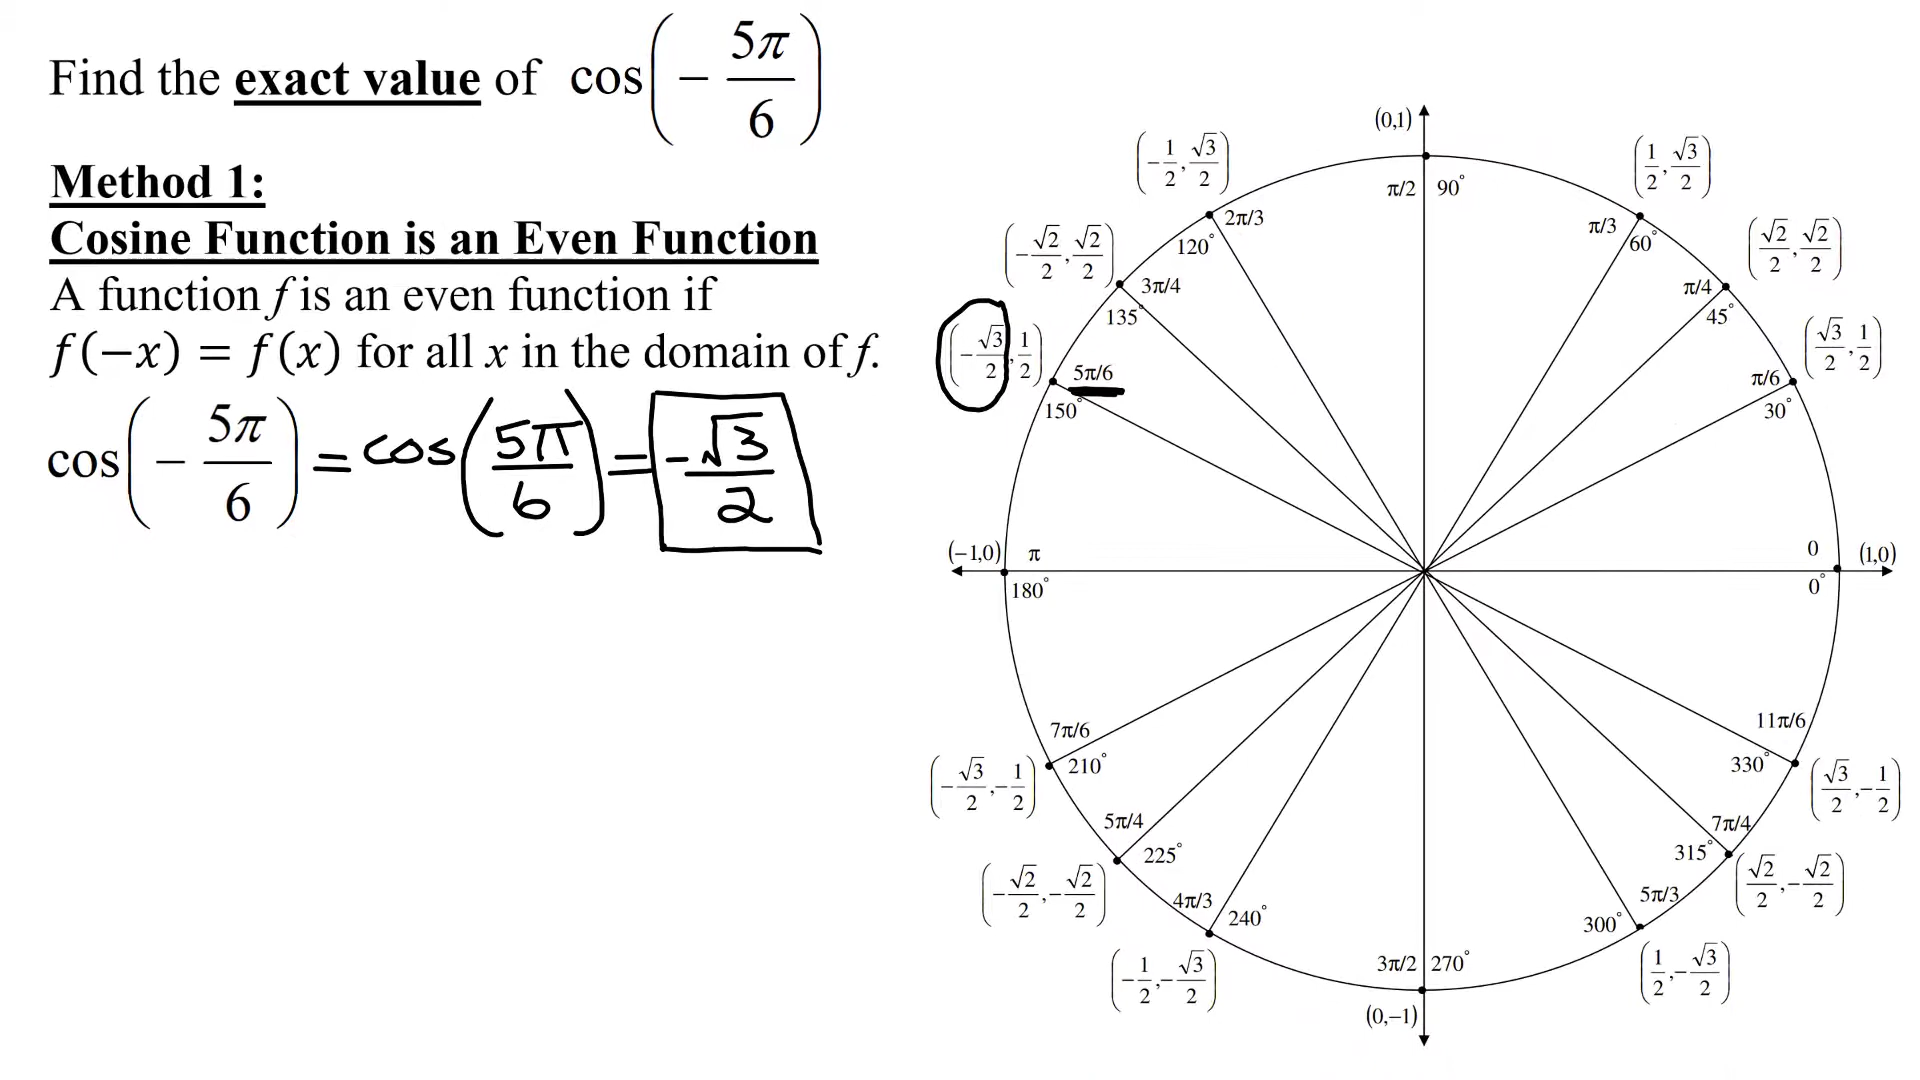 Find the exact value of cos(−5π/6)
Method 1:
Cosine Function is an Even Function
A function f is an even function if
f(−x) = f(x) for all x in the domain of f.
cos(−5π/6) = cos(5π/6) = -√3/2
(0,1)
(−1/2, √3/2)
(1/2, √3/2)
π/2 90°
2π/3
120°
π/3
60°
(−√2/2, √2/2)
(√2/2, √2/2)
3π/4
135°
π/4
45°
(−√3/2, 1/2)
(√3/2, 1/2)
5π/6
150°
π/6
30°
(−1,0) π
180°
0 (1,0)
0°
7π/6
210°
(−√3/2, −1/2)
11π/6
330°
(√3/2, −1/2)
5π/4
225°
(−√2/2, −√2/2)
7π/4
315°
(√2/2, −√2/2)
4π/3
240°
(−1/2, −√3/2)
5π/3
300°
(1/2, −√3/2)
3π/2 270°
(0,−1)